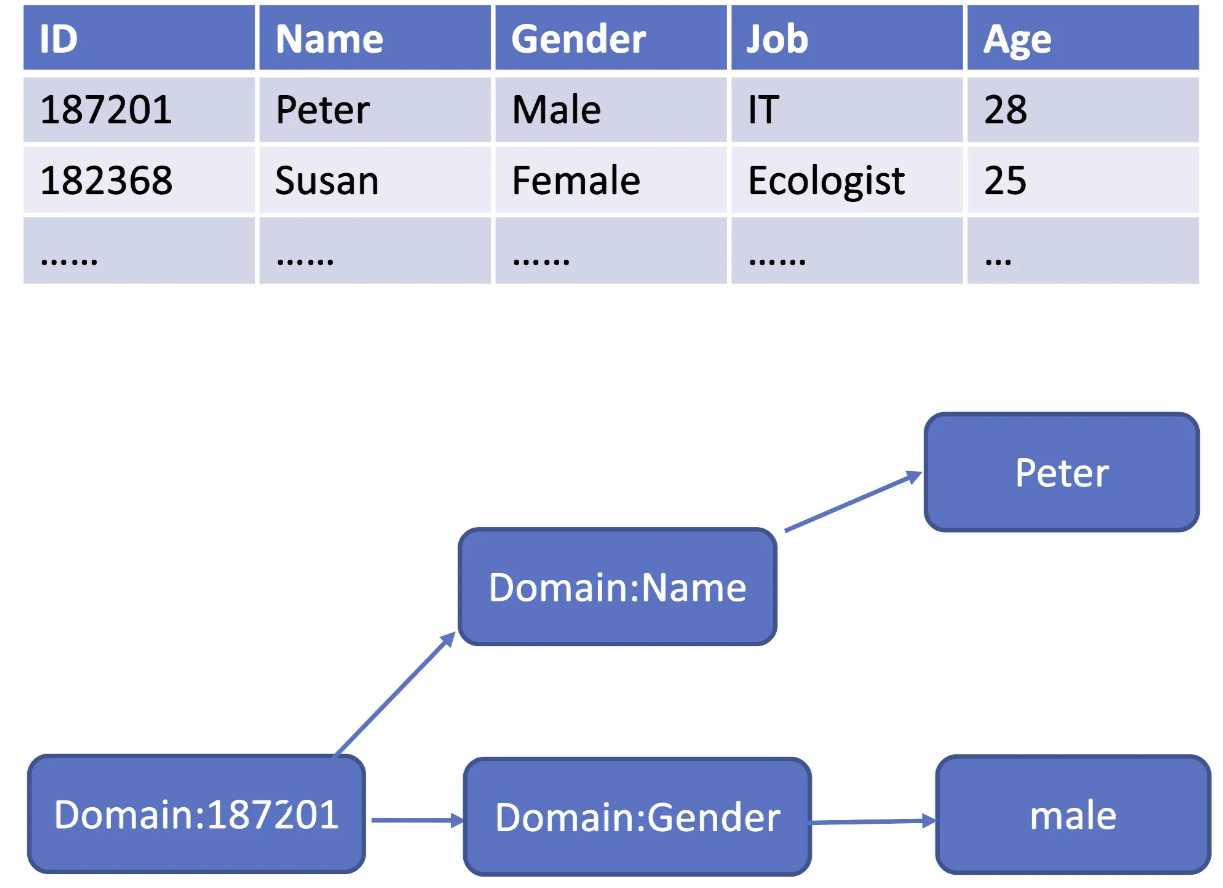 ID Name Gender Job Age
187201 Peter Male IT 28
182368 Susan Female Ecologist 25
...... ...... ...... ...... ...
Peter
Domain:Name
Domain:187201 Domain:Gender male